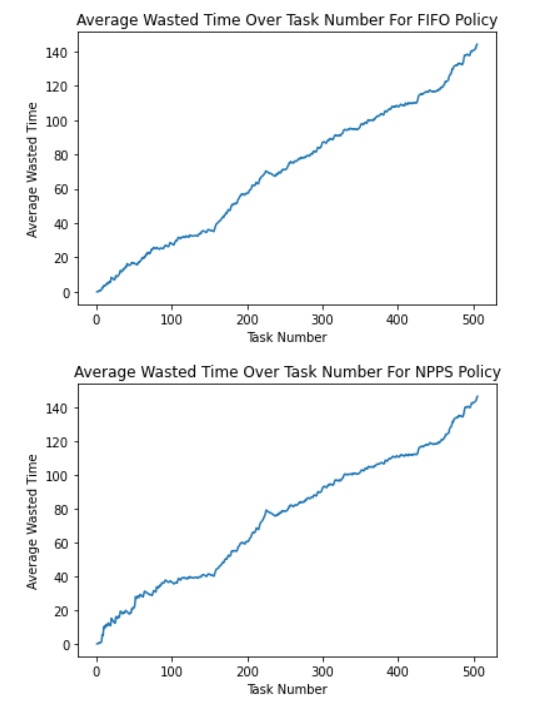 Average Wasted Time Over Task Number For FIFO Policy
140
120
100
80
60
40
20
0
Average Wasted Time
0 100 200 300 400 500
Task Number
Average Wasted Time Over Task Number For NPPS Policy
140
120
100
80
60
40
20
0
Average Wasted Time
0 100 200 300 400 500
Task Number